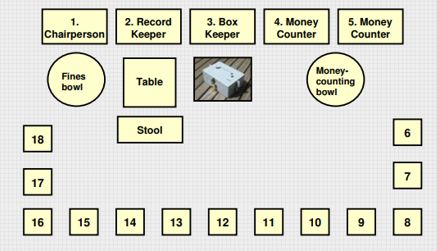 1.
Chairperson
2. Record
Keeper
3. Box
Keeper
4. Money
Counter
5. Money
Counter
Fines
bowl
Table
Money-
counting
bowl
Stool
18
6
17
7
16
15
14
13
12
11
10
9
8